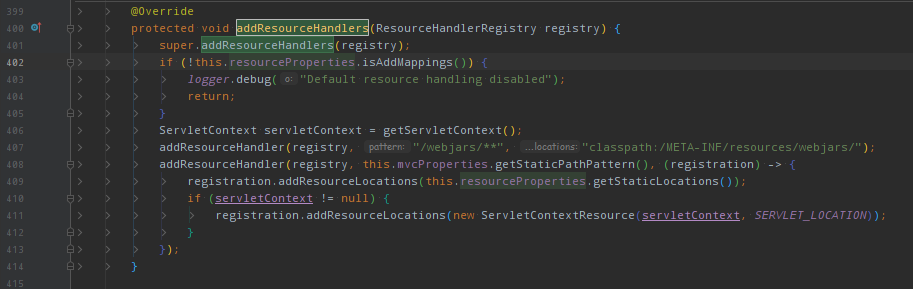 399 @Override
400 protected void addResourceHandlers(ResourceHandlerRegistry registry) {
401 super.addResourceHandlers(registry);
402 if (!this.resourceProperties.isAddMappings()) {
403 logger.debug( o: "Default resource handling disabled");
404 return;
405 }
406 ServletContext servletContext = getServletContext();
407 addResourceHandler(registry, pattern: "/webjars/**", ...locations: "classpath:/META-INF/resources/webjars/");
408 addResourceHandler(registry, this.mvcProperties.getStaticPathPattern(), (registration) -> {
409 registration.addResourceLocations(this.resourceProperties.getStaticLocations());
410 if (servletContext != null) {
411 registration.addResourceLocations(new ServletContextResource(servletContext, SERVLET_LOCATION));
412 }
413 });
414 }
415